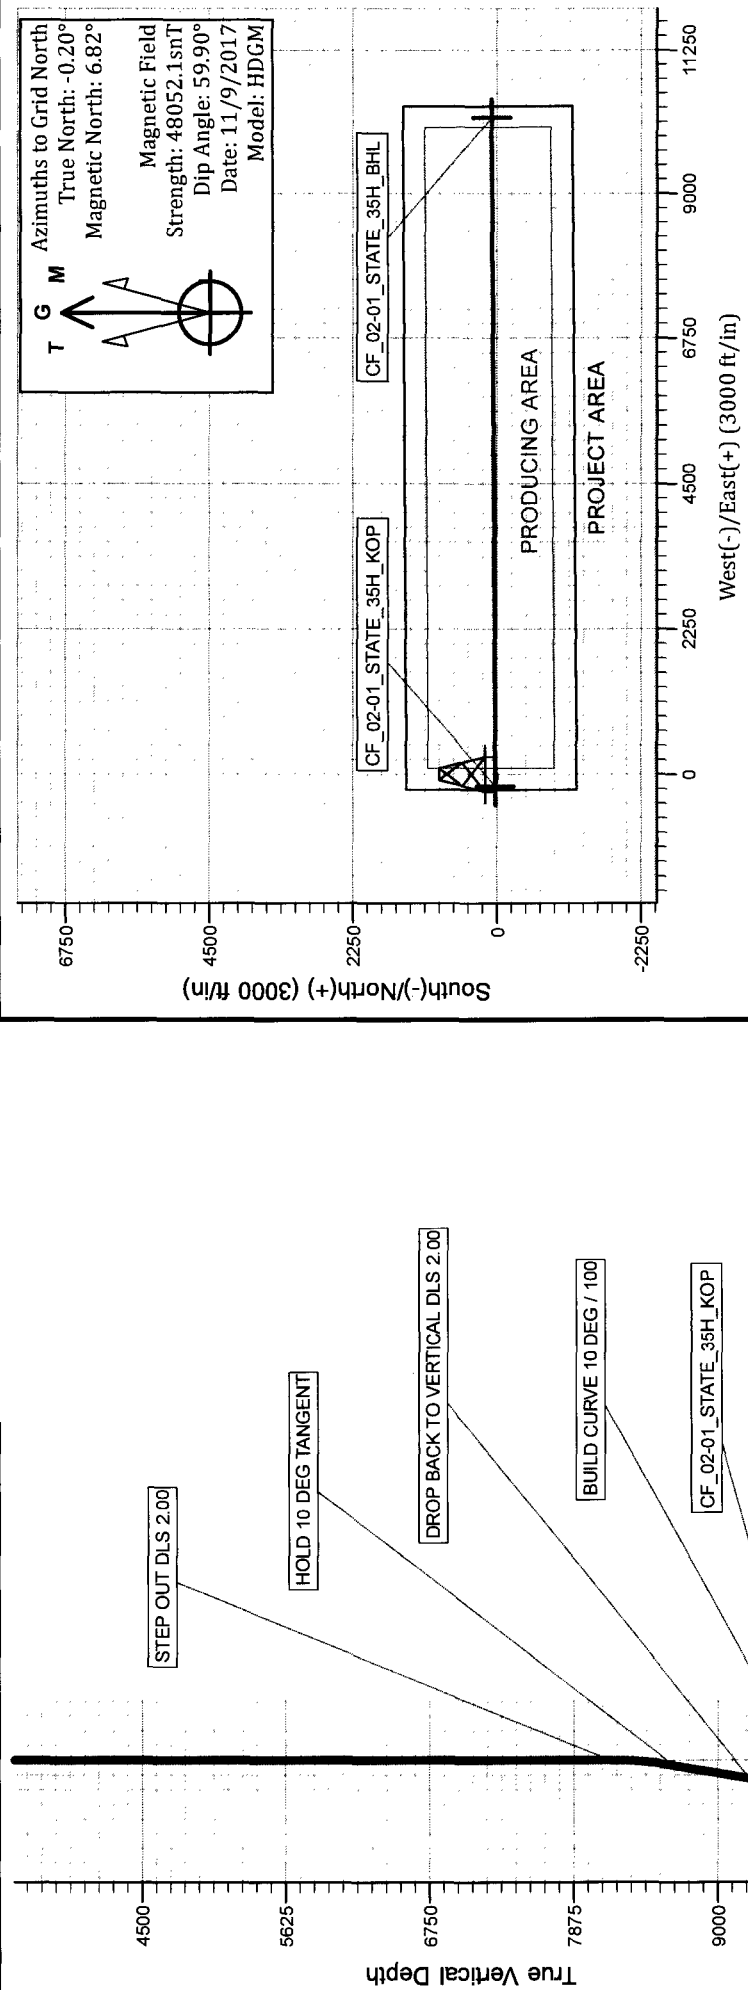 T G M
Azimuths to Grid North
True North: -0.20°
Magnetic North: 6.82°
Magnetic Field
Strength: 48052.1snT
Dip Angle: 59.90°
Date: 11/9/2017
Model: HDGM
6750
4500
2250
0
-2250
South(-)/North(+) (3000 ft/in)
CF_02-01_STATE_35H_KOP
CF_02-01_STATE_35H_BHL
PRODUCING AREA
PROJECT AREA
0
2250
4500
6750
9000
11250
West(-)/East(+) (3000 ft/in)
4500
5625
6750
7875
9000
True Vertical Depth
STEP OUT DLS 2.00
HOLD 10 DEG TANGENT
DROP BACK TO VERTICAL DLS 2.00
BUILD CURVE 10 DEG / 100
CF_02-01_STATE_35H_KOP